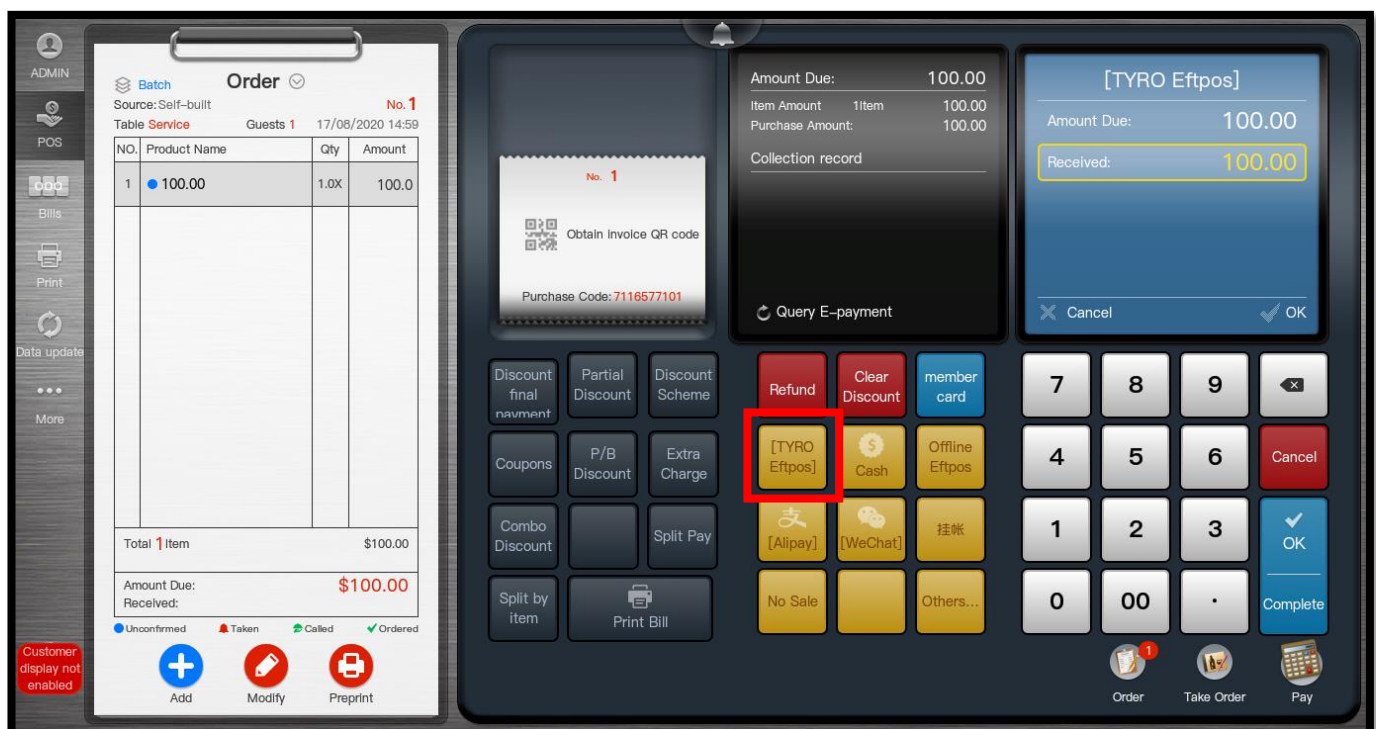 ADMIN
POS
Bills
Print
Data update
More
Customer
display not
enabled
Batch Order
Source:Self-built No.1
Table Service Guests 1 17/08/2020 14:59
NO. Product Name Qty Amount
1 100.00 1.0X 100.0
Total 1 Item $100.00
Amount Due: $100.00
Received:
Unconfirmed Taken Called Ordered
Add Modify Preprint
No. 1
Obtain invoice QR code
Purchase Code:7116577101
Amount Due: 100.00
Item Amount 1Item 100.00
Purchase Amount: 100.00
Collection record
Query E-payment
[TYRO Eftpos]
Amount Due: 100.00
Received: 100.00
Cancel OK
Discount
final
payment
Partial
Discount
Discount
Scheme
Coupons
P/B
Discount
Extra
Charge
Combo
Discount
Split Pay
Split by
item
Print Bill
Refund
Clear
Discount
member
card
[TYRO
Eftpos]
$
Cash
Offline
Eftpos
支
[Alipay]
[WeChat]
挂帐
No Sale
Others...
7 8 9
4 5 6 Cancel
1 2 3 OK
0 00 · Complete
1
Order Take Order Pay